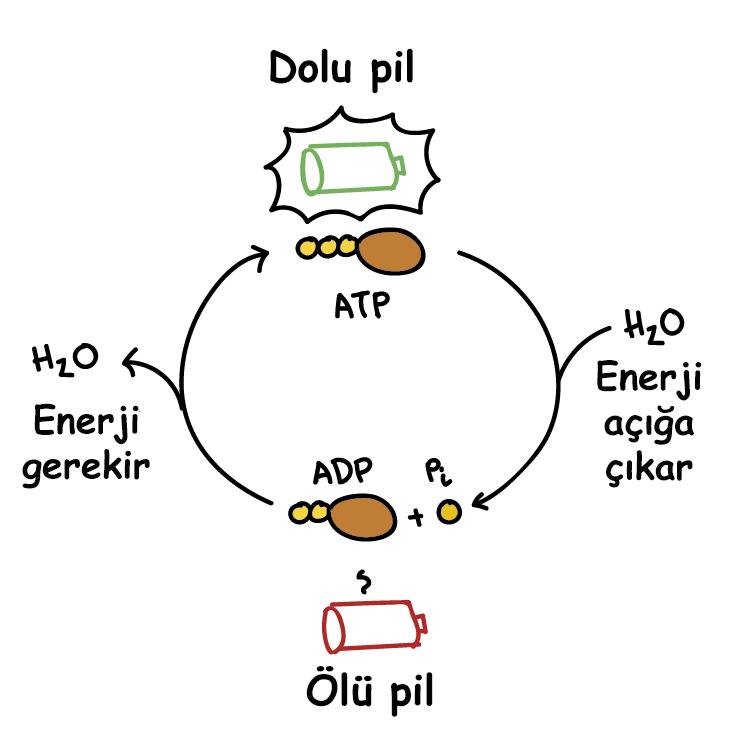 Dolu pil
ATP
H2O
Enerji
açığa
çıkar
H2O
Enerji
gerekir
ADP
+
Pi
Ölü pil